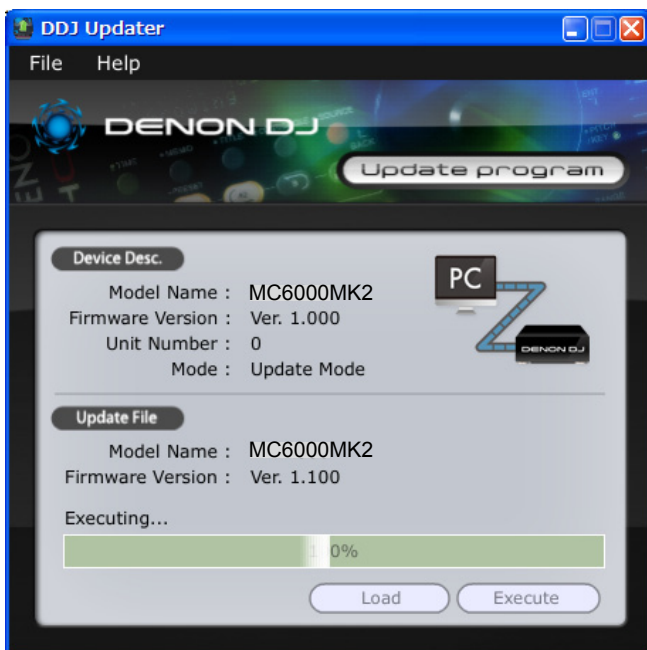 DDJ Updater
File Help
DENON DJ
Update program
Device Desc.
Model Name : MC6000MK2
Firmware Version : Ver. 1.000
Unit Number : 0
Mode : Update Mode
PC
DENON DJ
Update File
Model Name : MC6000MK2
Firmware Version : Ver. 1.100
Executing...
100%
Load Execute